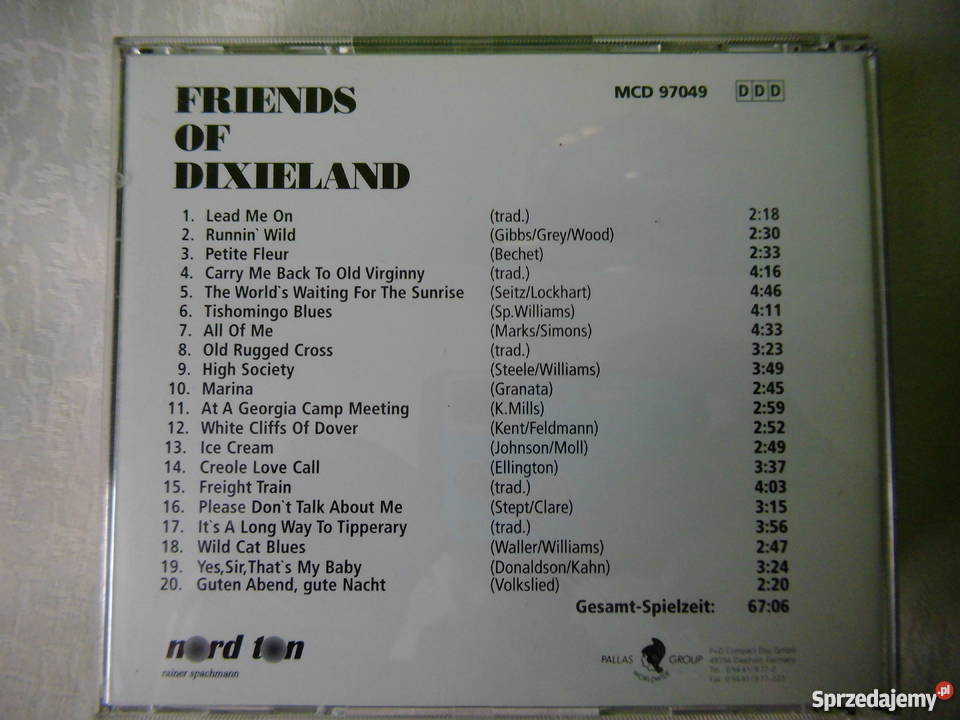 FRIENDS
OF
DIXIELAND
MCD 97049 DDD
1. Lead Me On (trad.) 2:18
2. Runnin` Wild (Gibbs/Grey/Wood) 2:30
3. Petite Fleur (Bechet) 2:33
4. Carry Me Back To Old Virginny (trad.) 4:16
5. The World`s Waiting For The Sunrise (Seitz/Lockhart) 4:46
6. Tishomingo Blues (Sp.Williams) 4:11
7. All Of Me (Marks/Simons) 4:33
8. Old Rugged Cross (trad.) 3:23
9. High Society (Steele/Williams) 3:49
10. Marina (Granata) 2:45
11. At A Georgia Camp Meeting (K.Mills) 2:59
12. White Cliffs Of Dover (Kent/Feldmann) 2:52
13. Ice Cream (Johnson/Moll) 2:49
14. Creole Love Call (Ellington) 3:37
15. Freight Train (trad.) 4:03
16. Please Don`t Talk About Me (Stept/Clare) 3:15
17. It`s A Long Way To Tipperary (trad.) 3:56
18. Wild Cat Blues (Waller/Williams) 2:47
19. Yes,Sir,That`s My Baby (Donaldson/Kahn) 3:24
20. Guten Abend, gute Nacht (Volkslied) 2:20
Gesamt-Spielzeit: 67:06
nord ton
rainer spachmann
PALLAS GROUP
WORLDWIDE
P+O Compact Disc GmbH
Germany
Tel.
Fax
Sprzedajemy.pl